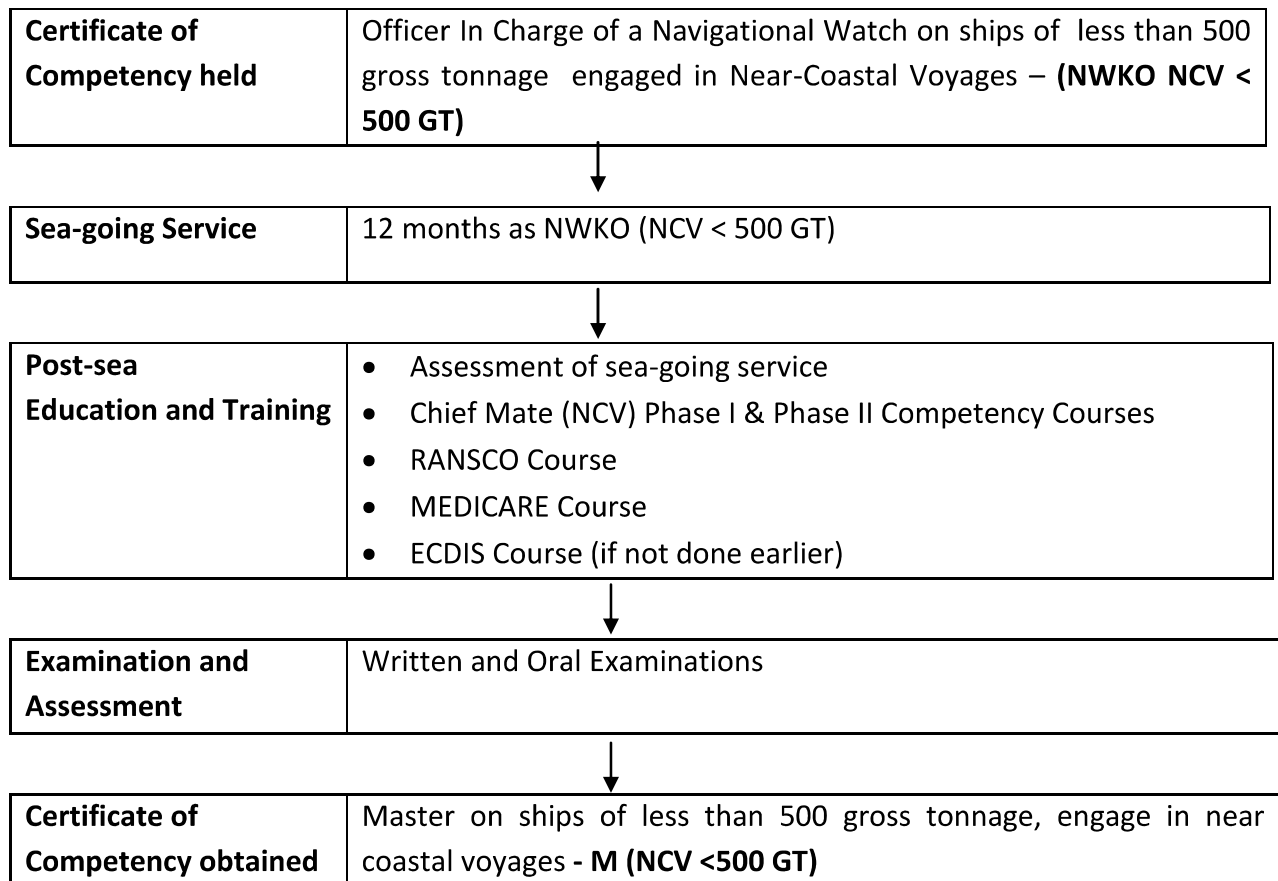 Certificate of
Competency held
Officer In Charge of a Navigational Watch on ships of less than 500
gross tonnage engaged in Near-Coastal Voyages – (NWKO NCV <
500 GT)
Sea-going Service
12 months as NWKO (NCV < 500 GT)
Post-sea
Education and Training
• Assessment of sea-going service
• Chief Mate (NCV) Phase I & Phase II Competency Courses
• RANSCO Course
• MEDICARE Course
• ECDIS Course (if not done earlier)
Examination and
Assessment
Written and Oral Examinations
Certificate of
Competency obtained
Master on ships of less than 500 gross tonnage, engage in near
coastal voyages - M (NCV <500 GT)